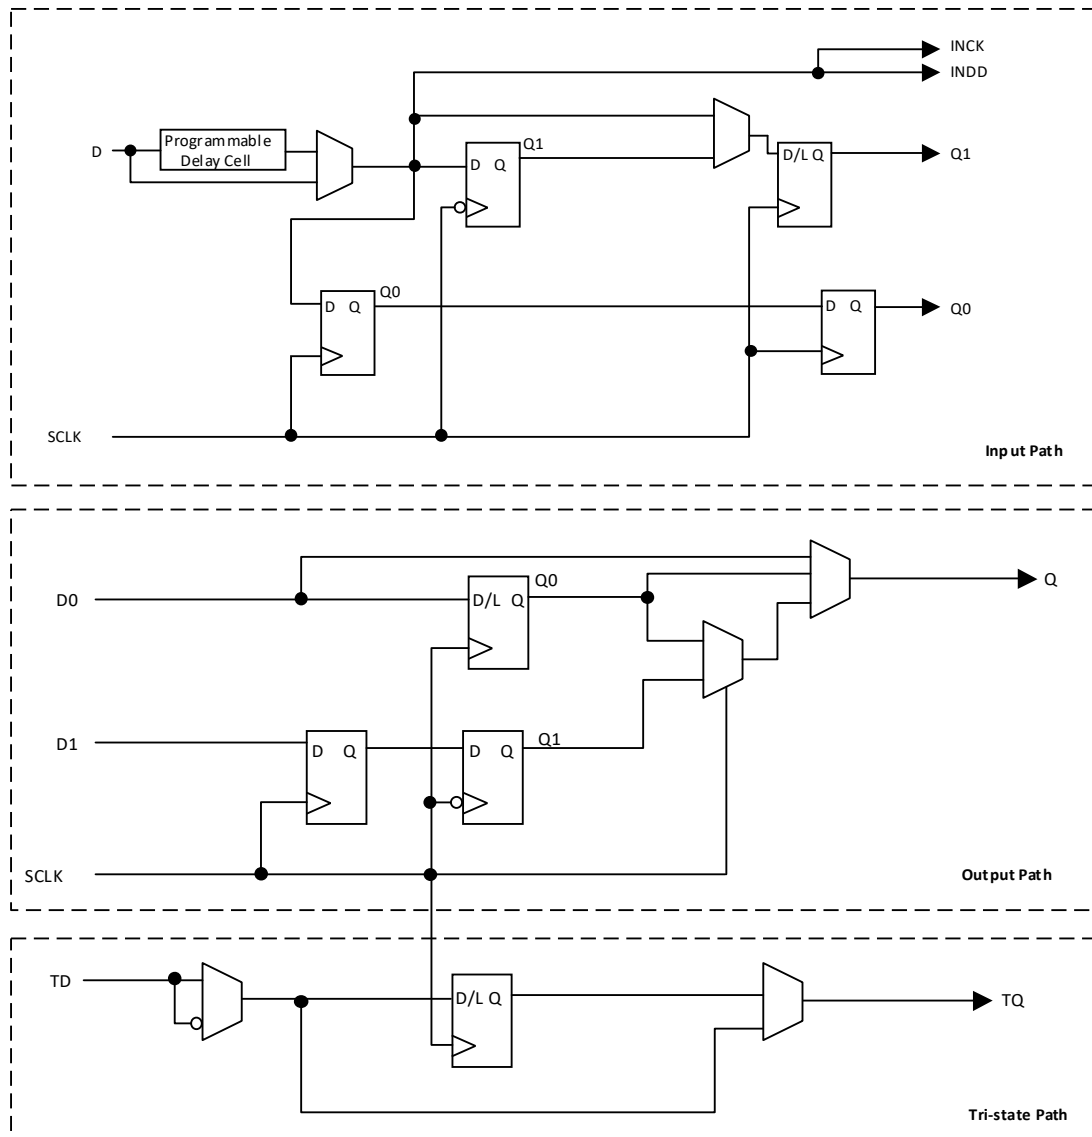 INCK
INDD
Programmable
Delay Cell
D
D Q
Q1
D/L Q
Q1
D Q
Q0
D Q
Q0
SCLK
Input Path
D0
D/L Q
Q0
Q
D1
D Q
D Q
Q1
SCLK
Output Path
TD
D/L Q
TQ
Tri-state Path